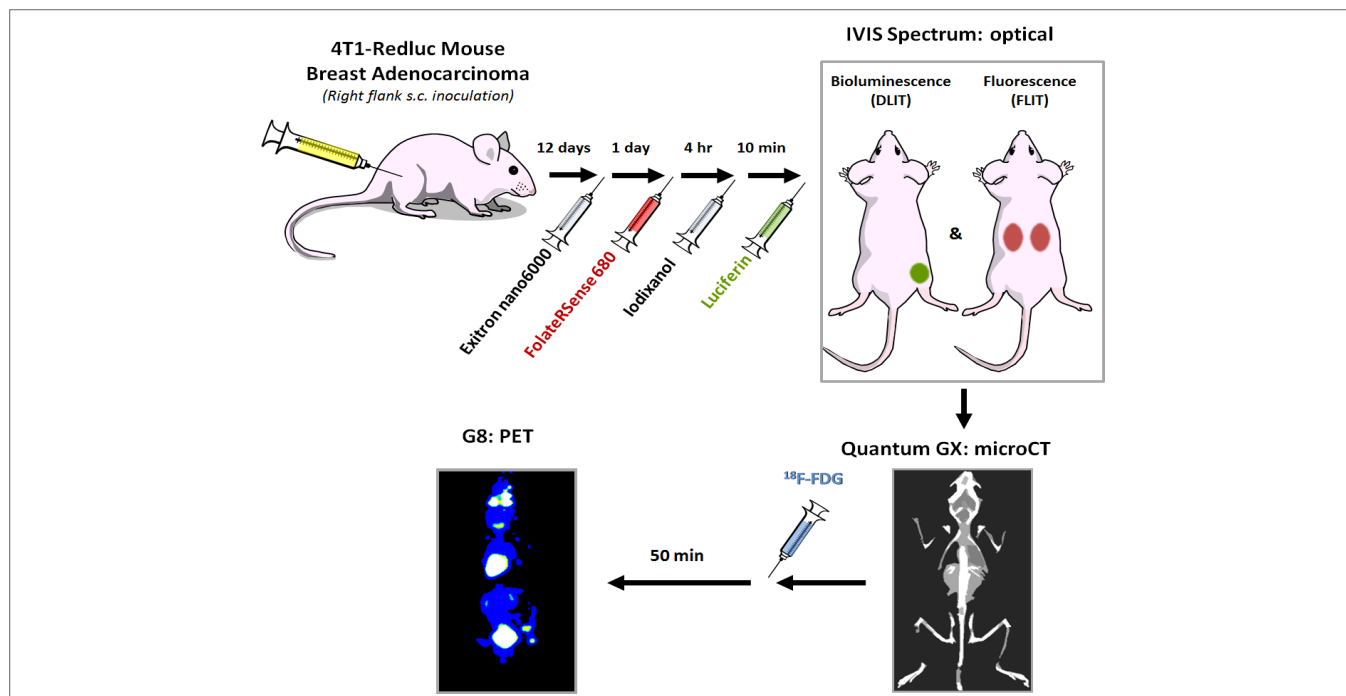 4T1-Redluc Mouse
Breast Adenocarcinoma
(Right flank s.c. inoculation)
12 days
1 day
4 hr
10 min
Exitron nano6000
FolateRSense 680
Iodixanol
Luciferin
IVIS Spectrum: optical
Bioluminescence
(DLIT)
Fluorescence
(FLIT)
&
Quantum GX: microCT
18F-FDG
50 min
G8: PET